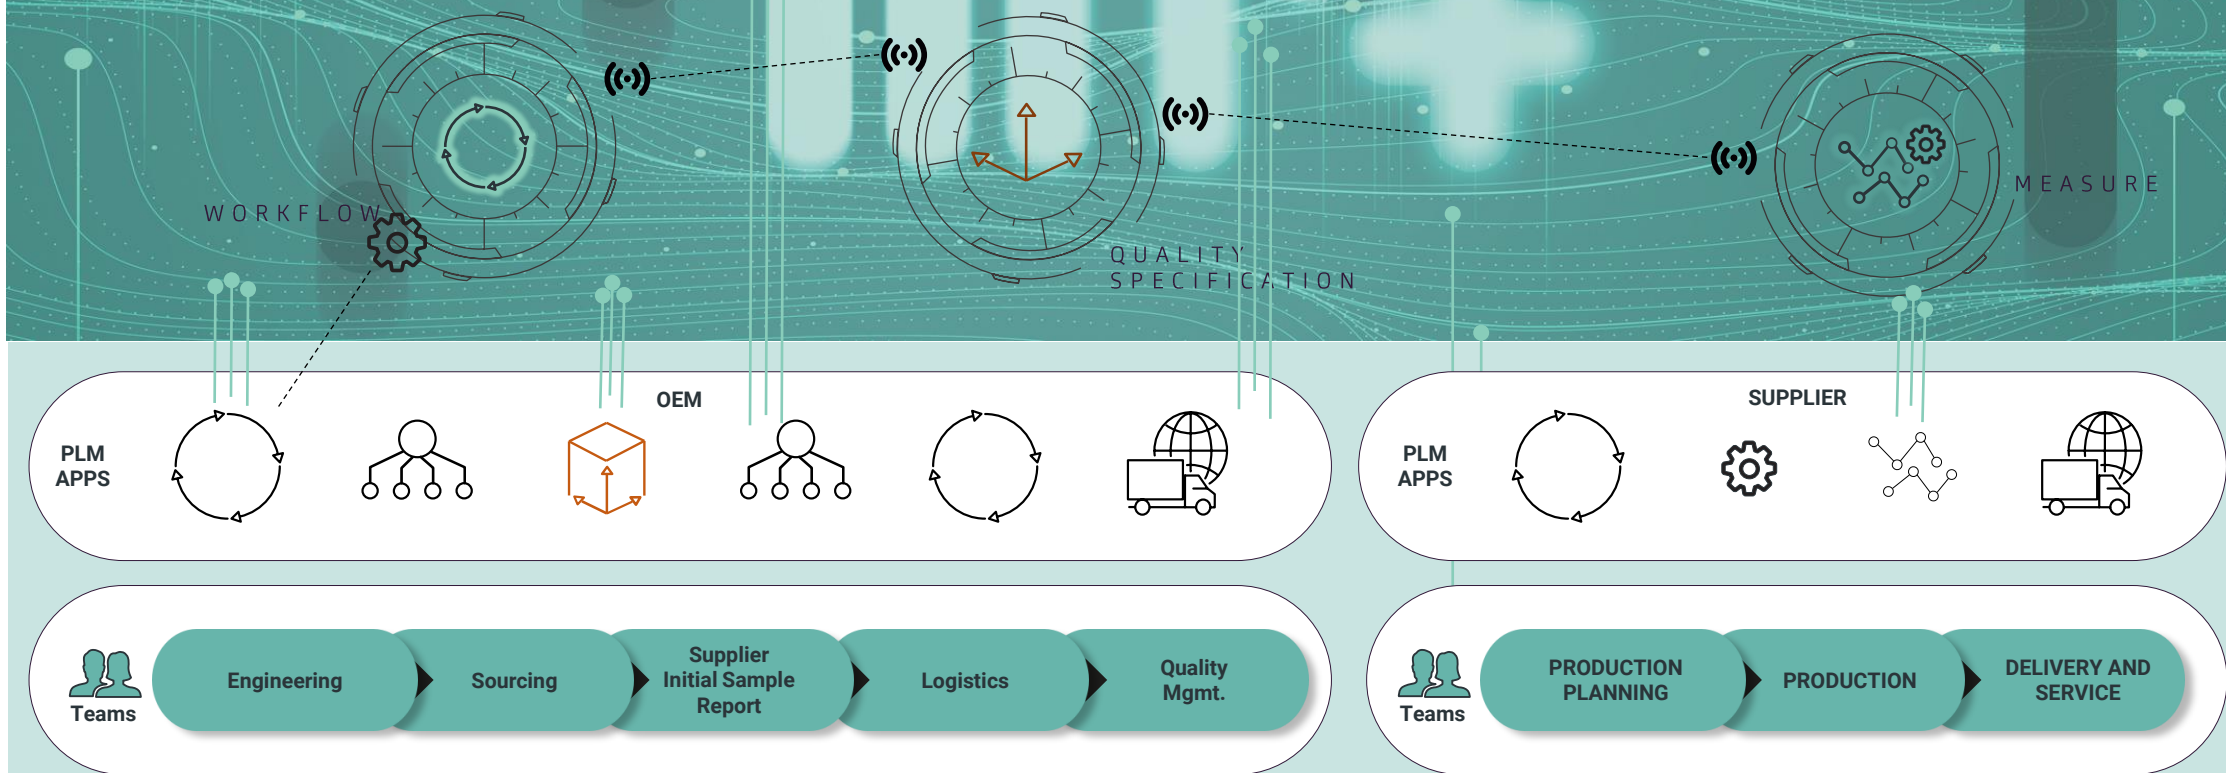 WORKFLOW
QUALITY
SPECIFICATION
MEASURE
OEM
PLM
APPS
SUPPLIER
PLM
APPS
Teams
Engineering
Sourcing
Supplier
Initial Sample
Report
Logistics
Quality
Mgmt.
Teams
PRODUCTION
PLANNING
PRODUCTION
DELIVERY AND
SERVICE